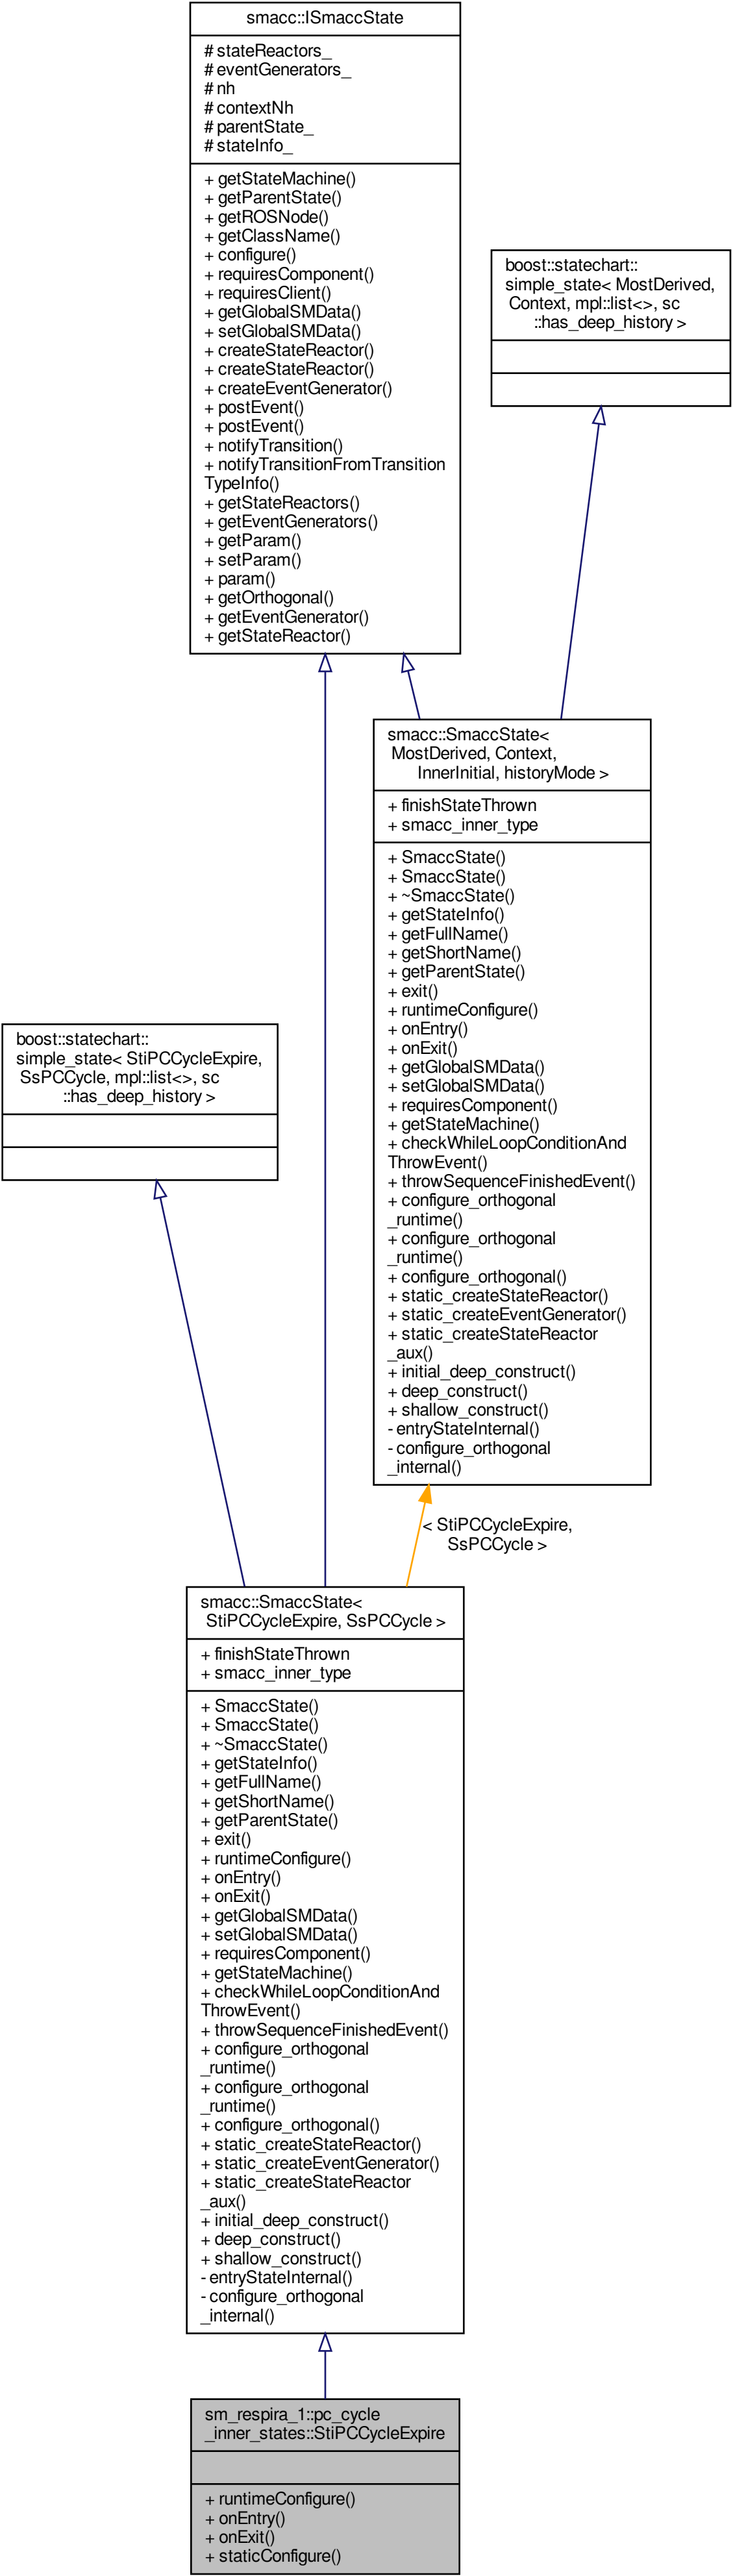 smacc::ISmaccState
# stateReactors_
# eventGenerators_
# nh
# contextNh
# parentState_
# stateInfo_
+ getStateMachine()
+ getParentState()
+ getROSNode()
+ getClassName()
+ configure()
+ requiresComponent()
+ requiresClient()
+ getGlobalSMData()
+ setGlobalSMData()
+ createStateReactor()
+ createStateReactor()
+ createEventGenerator()
+ postEvent()
+ postEvent()
+ notifyTransition()
+ notifyTransitionFromTransition
TypeInfo()
+ getStateReactors()
+ getEventGenerators()
+ getParam()
+ setParam()
+ param()
+ getOrthogonal()
+ getEventGenerator()
+ getStateReactor()
boost::statechart::
simple_state< MostDerived,
Context, mpl::list<>, sc
::has_deep_history >
smacc::SmaccState<
MostDerived, Context,
InnerInitial, historyMode >
+ finishStateThrown
+ smacc_inner_type
+ SmaccState()
+ SmaccState()
+ ~SmaccState()
+ getStateInfo()
+ getFullName()
+ getShortName()
+ getParentState()
+ exit()
+ runtimeConfigure()
+ onEntry()
+ onExit()
+ getGlobalSMData()
+ setGlobalSMData()
+ requiresComponent()
+ getStateMachine()
+ checkWhileLoopConditionAnd
ThrowEvent()
+ throwSequenceFinishedEvent()
+ configure_orthogonal
_runtime()
+ configure_orthogonal
_runtime()
+ configure_orthogonal()
+ static_createStateReactor()
+ static_createEventGenerator()
+ static_createStateReactor
_aux()
+ initial_deep_construct()
+ deep_construct()
+ shallow_construct()
- entryStateInternal()
- configure_orthogonal
_internal()
boost::statechart::
simple_state< StiPCCycleExpire,
SsPCCycle, mpl::list<>, sc
::has_deep_history >
< StiPCCycleExpire,
SsPCCycle >
smacc::SmaccState<
StiPCCycleExpire, SsPCCycle >
+ finishStateThrown
+ smacc_inner_type
+ SmaccState()
+ SmaccState()
+ ~SmaccState()
+ getStateInfo()
+ getFullName()
+ getShortName()
+ getParentState()
+ exit()
+ runtimeConfigure()
+ onEntry()
+ onExit()
+ getGlobalSMData()
+ setGlobalSMData()
+ requiresComponent()
+ getStateMachine()
+ checkWhileLoopConditionAnd
ThrowEvent()
+ throwSequenceFinishedEvent()
+ configure_orthogonal
_runtime()
+ configure_orthogonal
_runtime()
+ configure_orthogonal()
+ static_createStateReactor()
+ static_createEventGenerator()
+ static_createStateReactor
_aux()
+ initial_deep_construct()
+ deep_construct()
+ shallow_construct()
- entryStateInternal()
- configure_orthogonal
_internal()
sm_respira_1::pc_cycle
_inner_states::StiPCCycleExpire
+ runtimeConfigure()
+ onEntry()
+ onExit()
+ staticConfigure()